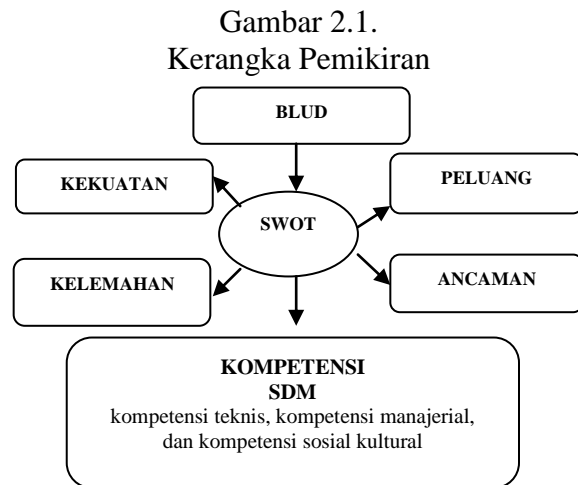 Gambar 2.1.
Kerangka Pemikiran
BLUD
KEKUATAN
PELUANG
SWOT
KELEMAHAN
ANCAMAN
KOMPETENSI
SDM
kompetensi teknis, kompetensi manajerial,
dan kompetensi sosial kultural